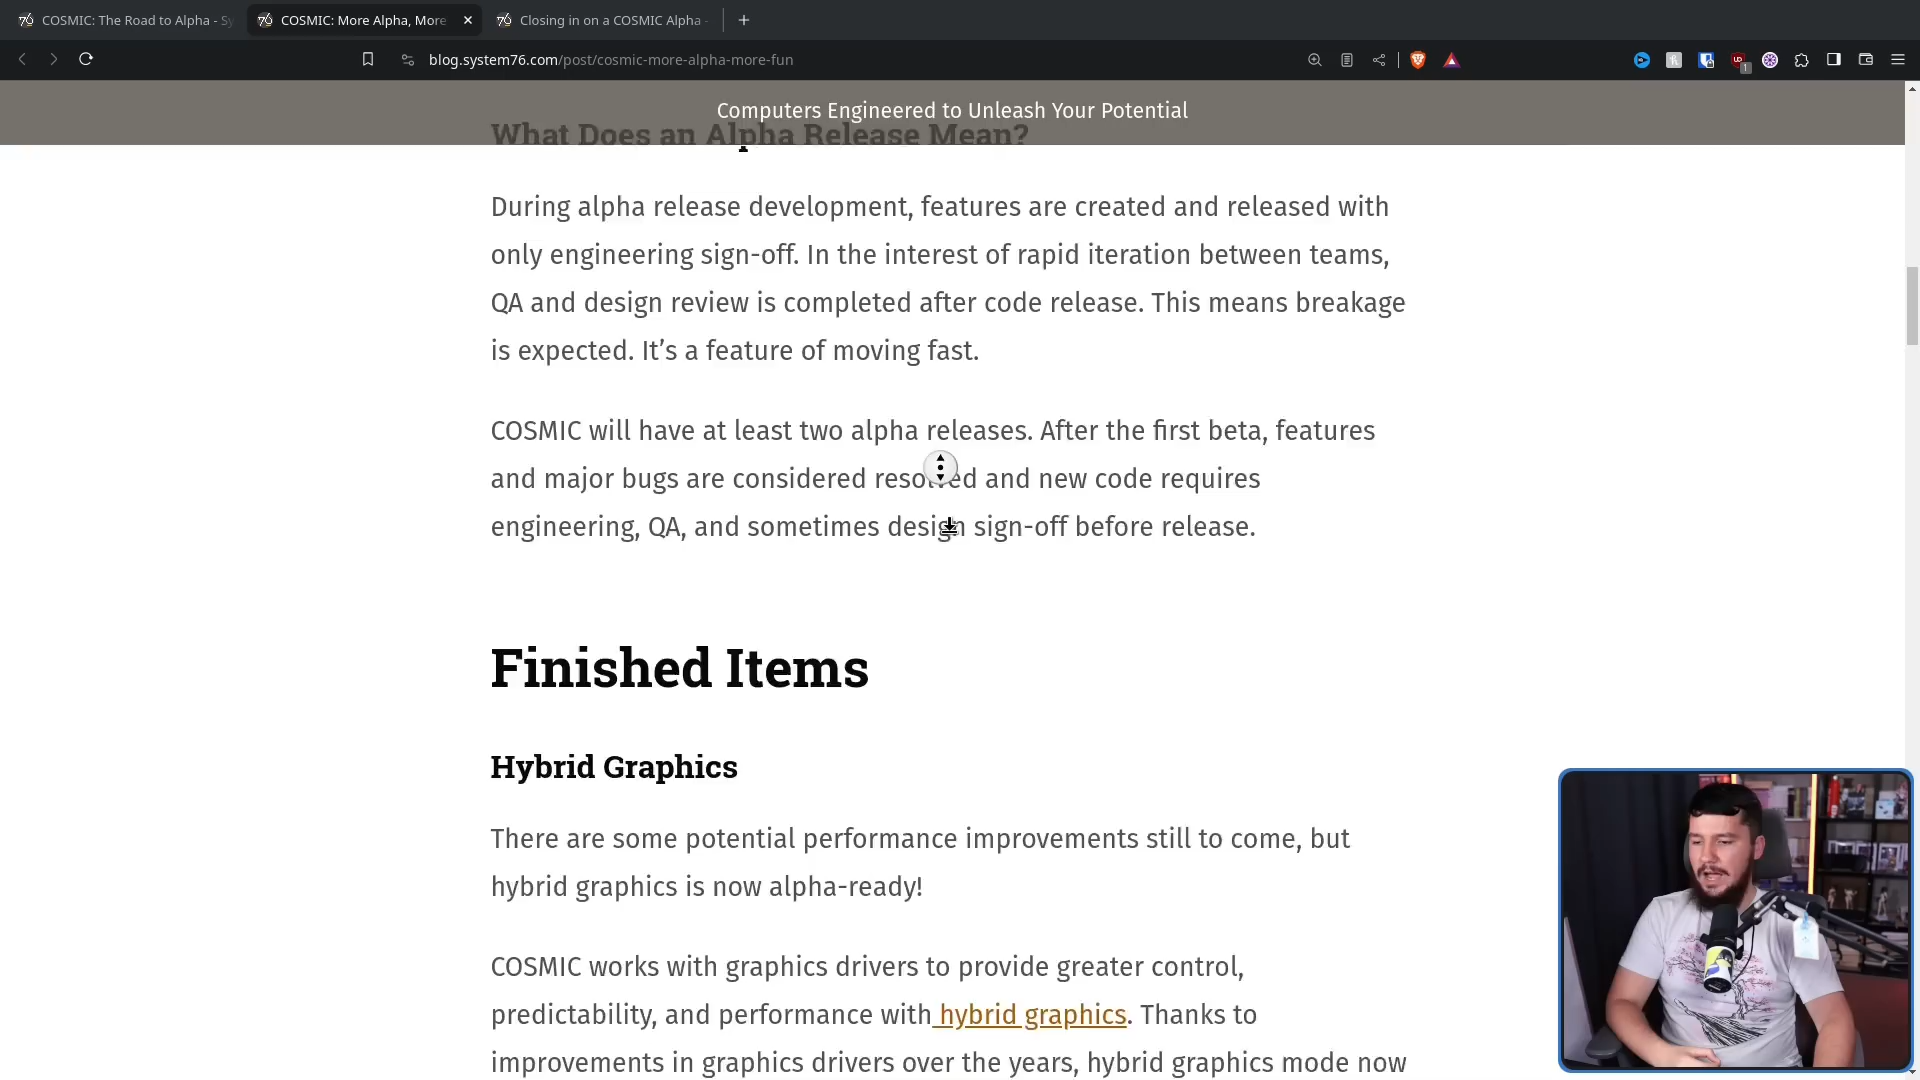 COSMIC: The Road to Alpha - Sy
COSMIC: More Alpha, More
Closing in on a COSMIC Alpha -
blog.system76.com/post/cosmic-more-alpha-more-fun
Computers Engineered to Unleash Your Potential
What Does an Alpha Release Mean?
During alpha release development, features are created and released with
only engineering sign-off. In the interest of rapid iteration between teams,
QA and design review is completed after code release. This means breakage
is expected. It’s a feature of moving fast.
COSMIC will have at least two alpha releases. After the first beta, features
and major bugs are considered resolved and new code requires
engineering, QA, and sometimes design sign-off before release.
Finished Items
Hybrid Graphics
There are some potential performance improvements still to come, but
hybrid graphics is now alpha-ready!
COSMIC works with graphics drivers to provide greater control,
predictability, and performance with hybrid graphics. Thanks to
improvements in graphics drivers over the years, hybrid graphics mode now